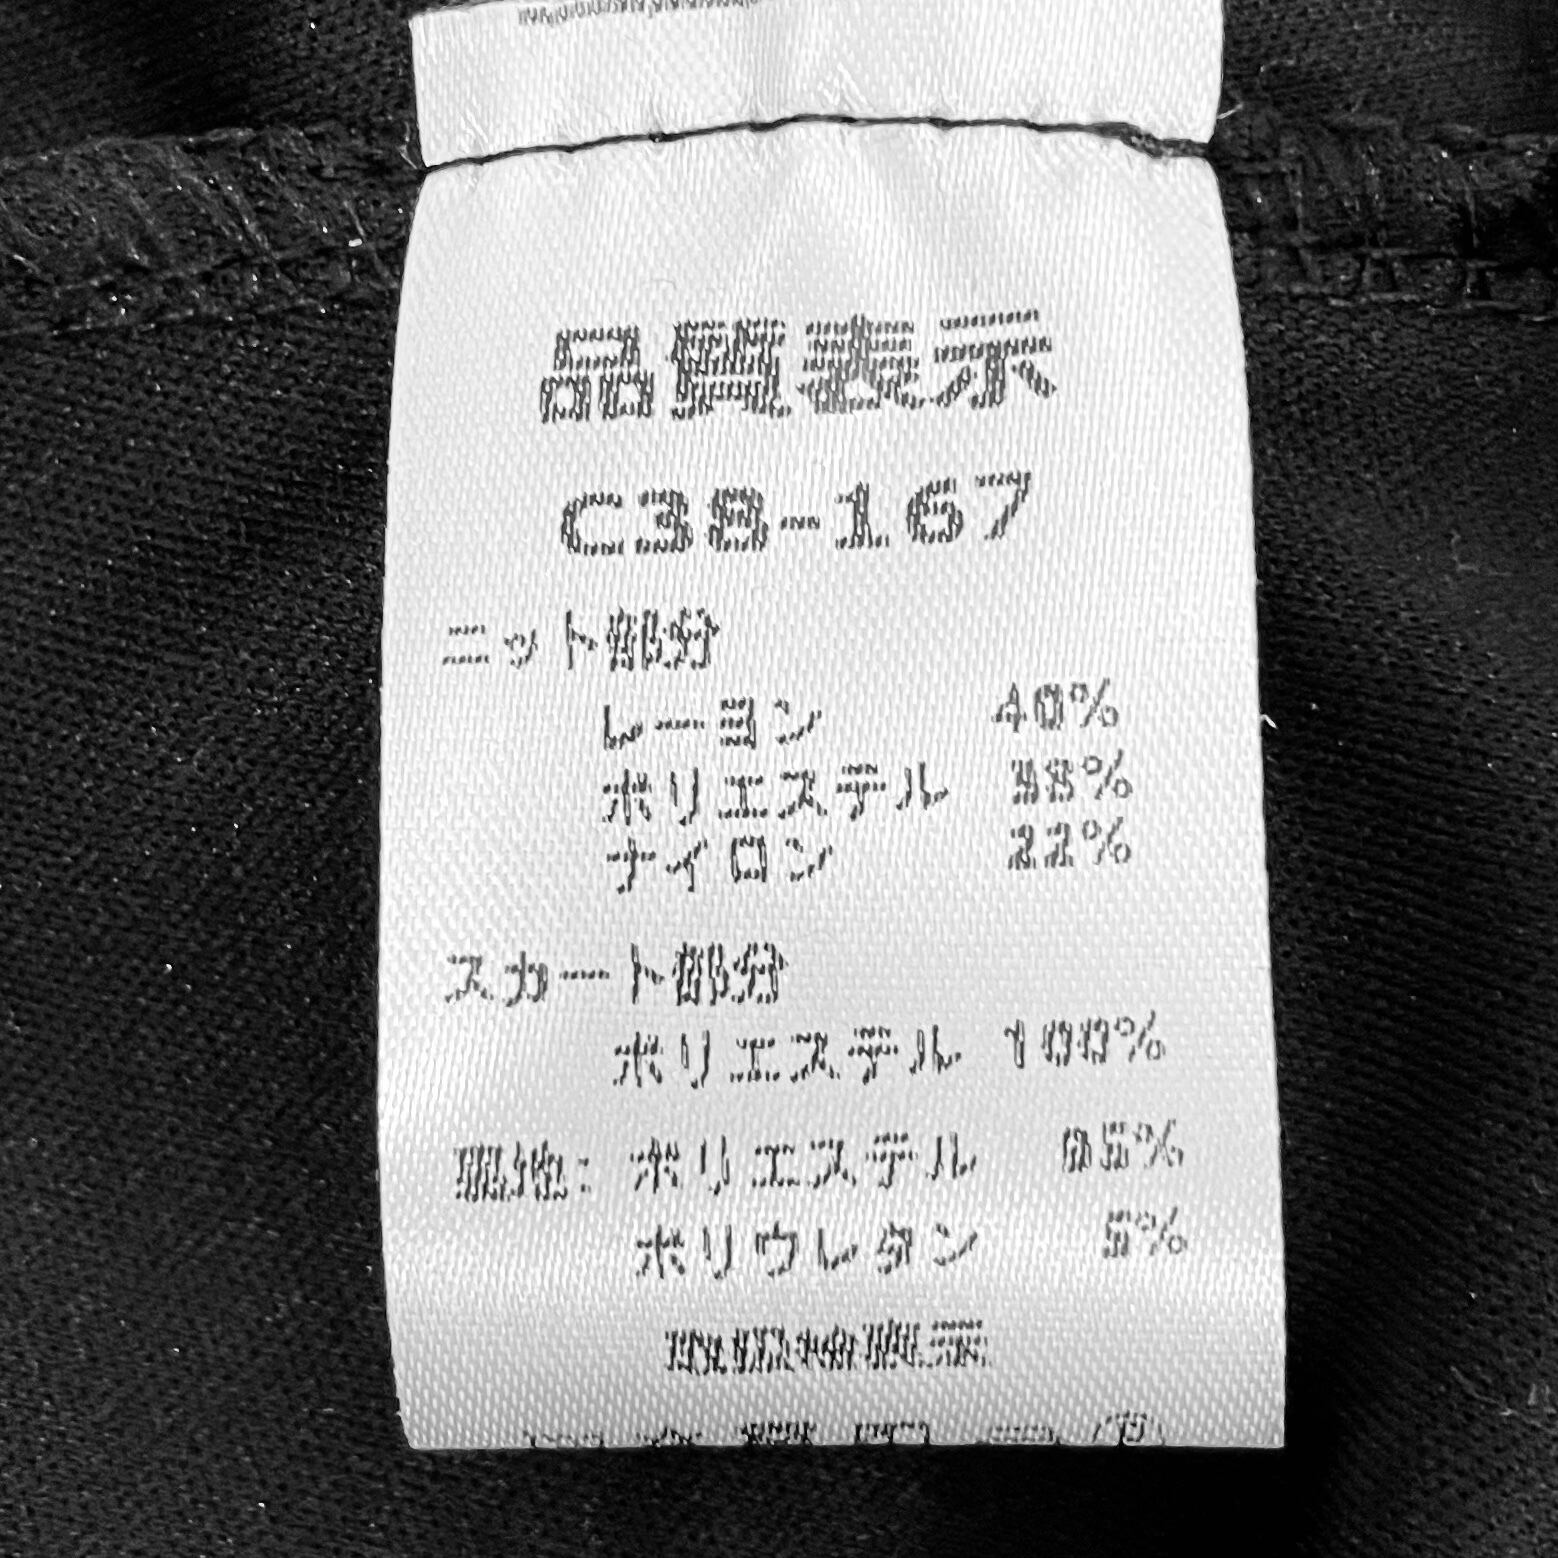 品質表示
C38-167
ニット部分
レーヨン 40%
ポリエステル 38%
ナイロン 22%
スカート部分
ポリエステル 100%
裏地: ポリエステル 95%
ポリウレタン 5%
取扱絵表示